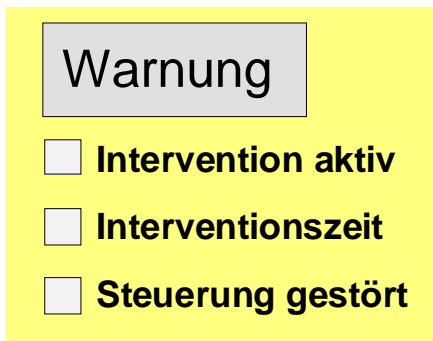 Warnung
Intervention aktiv
Interventionszeit
Steuerung gestört